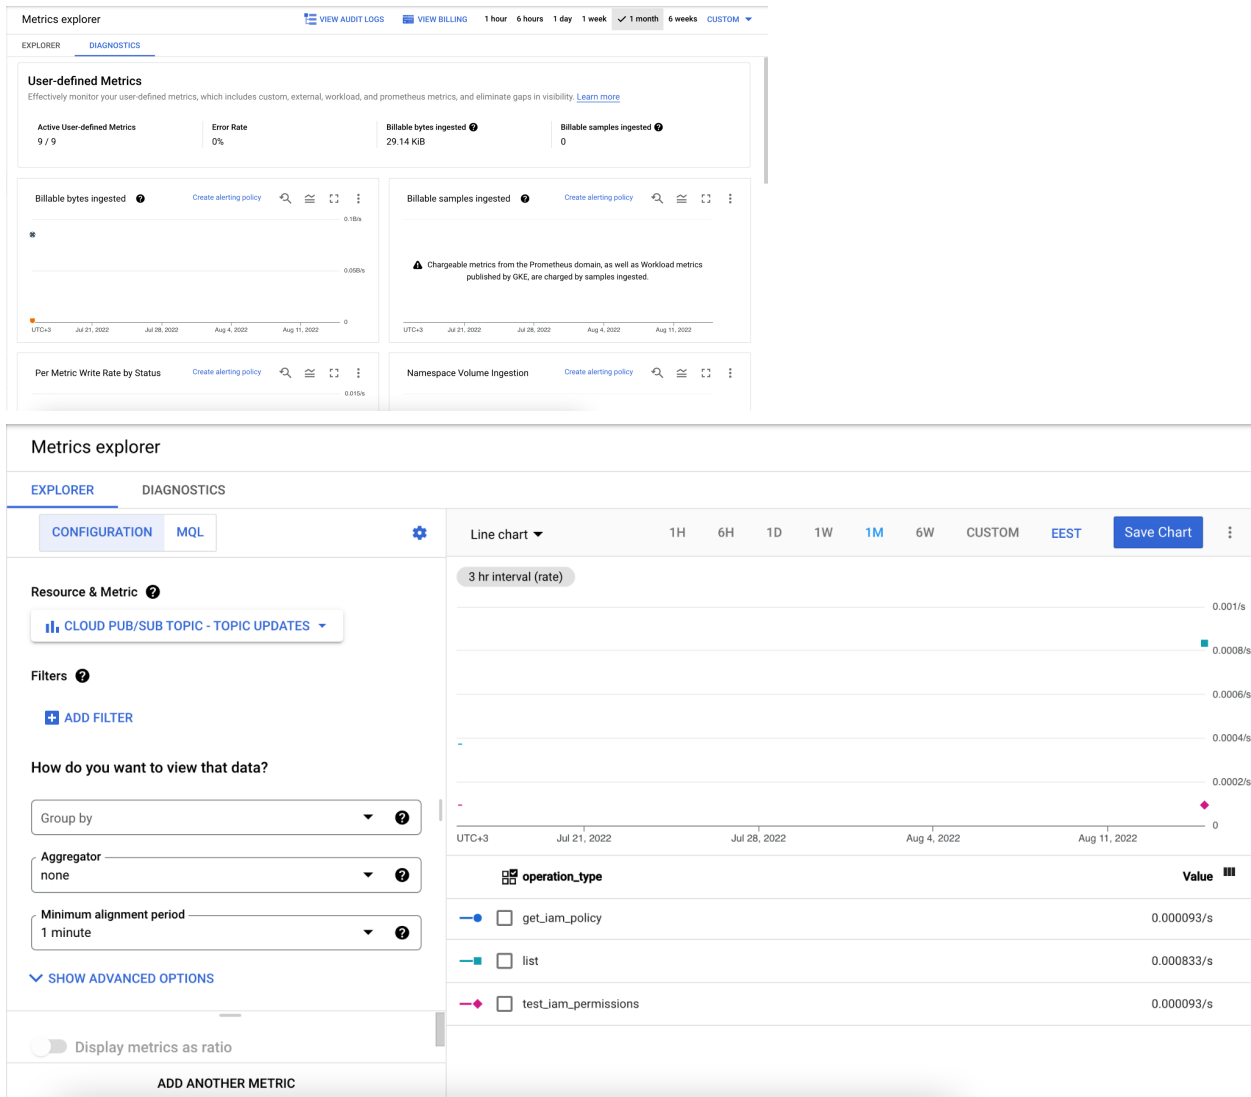 Metrics explorer
VIEW AUDIT LOGS
VIEW BILLING
1 hour 6 hours 1 day 1 week 1 month 6 weeks CUSTOM
EXPLORER DIAGNOSTICS
User-defined Metrics
Effectively monitor your user-defined metrics, which includes custom, external, workload, and prometheus metrics, and eliminate gaps in visibility. Learn more
Active User-defined Metrics
9 / 9
Error Rate
0%
Billable bytes ingested
29.14 KiB
Billable samples ingested
0
Billable bytes ingested Create alerting policy
0.1B/s
0.05B/s
0
UTC+3 Jul 21, 2022 Jul 28, 2022 Aug 4, 2022 Aug 11, 2022
Billable samples ingested Create alerting policy
Chargeable metrics from the Prometheus domain, as well as Workload metrics
published by GKE, are charged by samples ingested.
UTC+3 Jul 21, 2022 Jul 28, 2022 Aug 4, 2022 Aug 11, 2022
Per Metric Write Rate by Status Create alerting policy
0.015/s
Namespace Volume Ingestion Create alerting policy
Metrics explorer
EXPLORER DIAGNOSTICS
CONFIGURATION MQL
Resource & Metric
CLOUD PUB/SUB TOPIC - TOPIC UPDATES
Filters
ADD FILTER
How do you want to view that data?
Group by
Aggregator
none
Minimum alignment period
1 minute
SHOW ADVANCED OPTIONS
Display metrics as ratio
ADD ANOTHER METRIC
Line chart 1H 6H 1D 1W 1M 6W CUSTOM EEST Save Chart
3 hr interval (rate)
0.001/s
0.0008/s
0.0006/s
0.0004/s
0.0002/s
0
UTC+3 Jul 21, 2022 Jul 28, 2022 Aug 4, 2022 Aug 11, 2022
operation_type Value
get_iam_policy 0.000093/s
list 0.000833/s
test_iam_permissions 0.000093/s